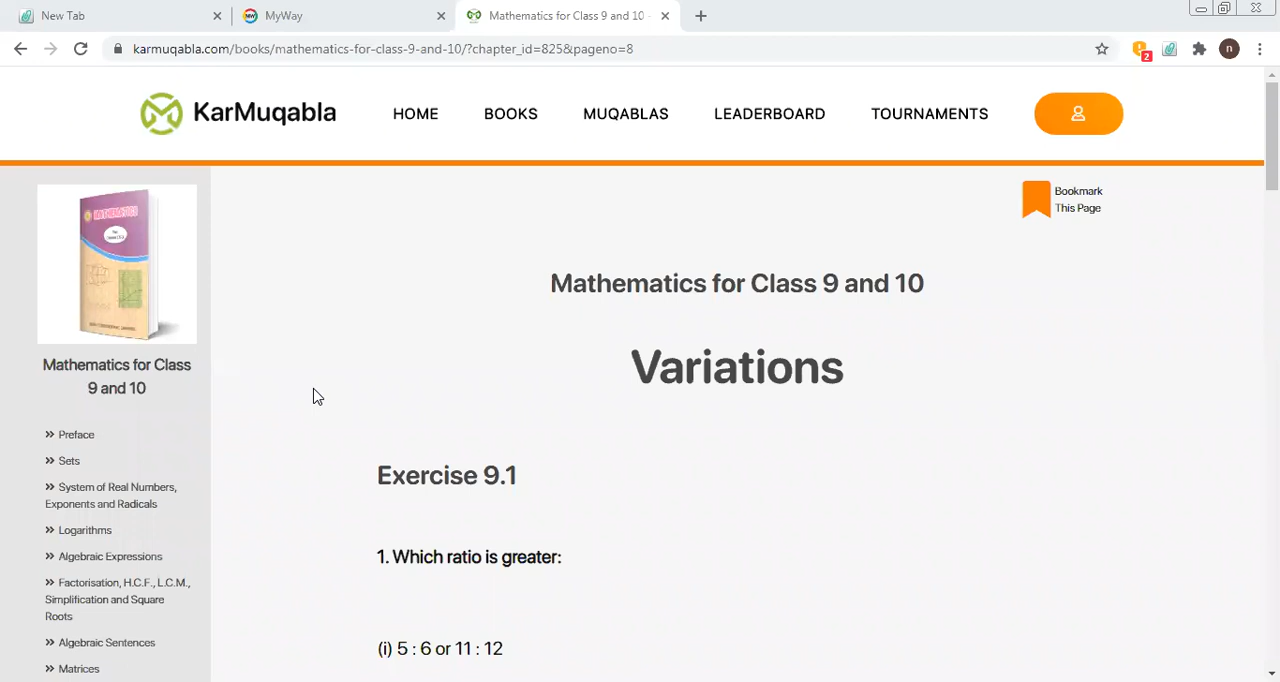 New Tab
MyWay
Mathematics for Class 9 and 10 -
karmuqabla.com/books/mathematics-for-class-9-and-10/?chapter_id=825&pageno=8
2
n
KarMuqabla
HOME
BOOKS
MUQABLAS
LEADERBOARD
TOURNAMENTS
Bookmark
This Page
Mathematics for Class
9 and 10
» Preface
» Sets
» System of Real Numbers,
Exponents and Radicals
» Logarithms
» Algebraic Expressions
» Factorisation, H.C.F., L.C.M.,
Simplification and Square
Roots
» Algebraic Sentences
» Matrices
Mathematics for Class 9 and 10
Variations
Exercise 9.1
1. Which ratio is greater:
(i) 5 : 6 or 11 : 12